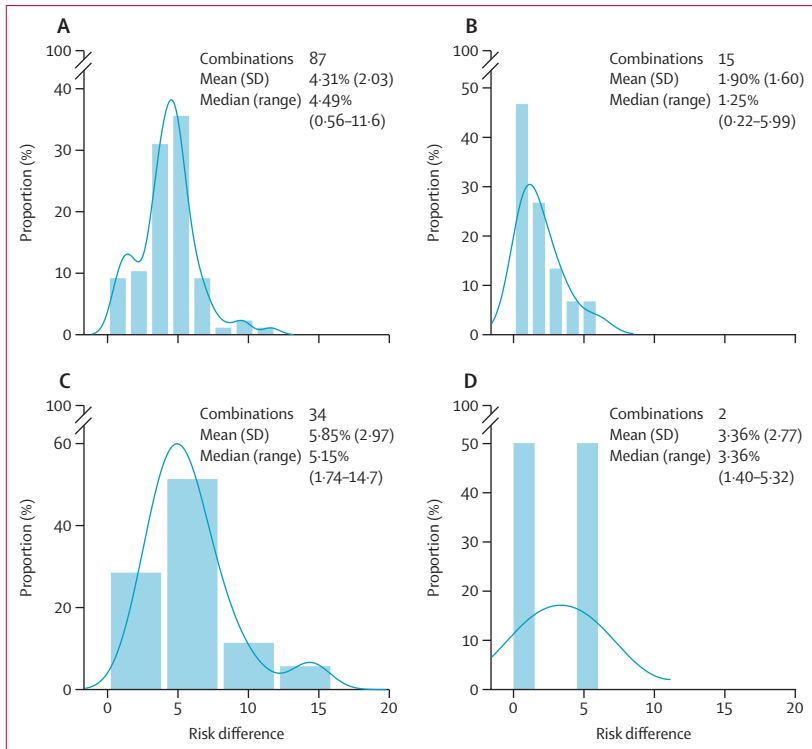 A
100
40
30
20
10
0
Proportion (%)
Combinations 87
Mean (SD) 4·31% (2·03)
Median (range) 4·49%
(0·56–11·6)
B
100
50
40
30
20
10
0
Proportion (%)
Combinations 15
Mean (SD) 1·90% (1·60)
Median (range) 1·25%
(0·22–5·99)
C
100
60
40
20
0
Proportion (%)
Combinations 34
Mean (SD) 5·85% (2·97)
Median (range) 5·15%
(1·74–14·7)
0 5 10 15 20
Risk difference
D
100
50
40
30
20
10
0
Proportion (%)
Combinations 2
Mean (SD) 3·36% (2·77)
Median (range) 3·36%
(1·40–5·32)
0 5 10 15 20
Risk difference